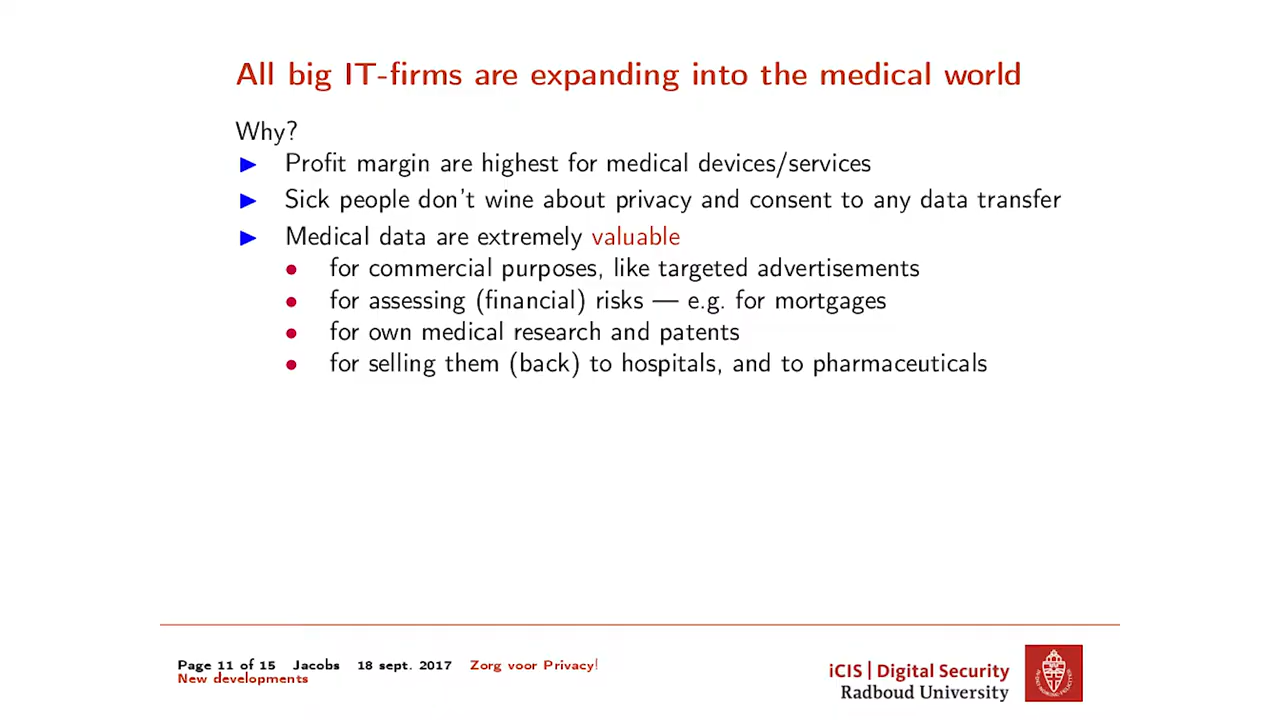 All big IT-firms are expanding into the medical world
Why?
▶ Profit margin are highest for medical devices/services
▶ Sick people don't wine about privacy and consent to any data transfer
▶ Medical data are extremely valuable
• for commercial purposes, like targeted advertisements
• for assessing (financial) risks — e.g. for mortgages
• for own medical research and patents
• for selling them (back) to hospitals, and to pharmaceuticals
Page 11 of 15 Jacobs 18 sept. 2017 Zorg voor Privacy!
New developments
iCIS | Digital Security
Radboud University